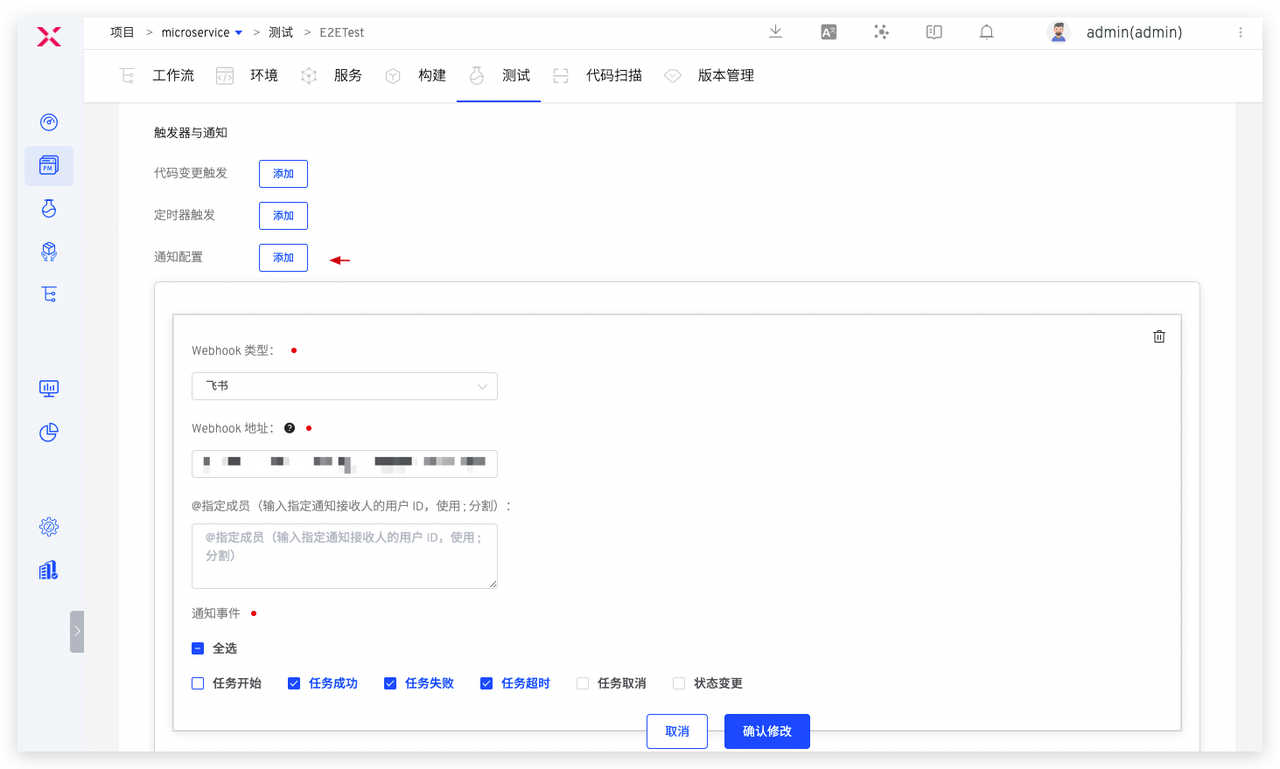 项目 > microservice > 测试 > E2ETest
admin(admin)
工作流 环境 服务 构建 测试 代码扫描 版本管理
触发器与通知
代码变更触发 添加
定时器触发 添加
通知配置 添加
Webhook 类型：
飞书
Webhook 地址：
@指定成员（输入指定通知接收人的用户 ID，使用 ; 分割）：
@指定成员（输入指定通知接收人的用户 ID，使用 ;
分割）
通知事件
全选
任务开始 任务成功 任务失败 任务超时 任务取消 状态变更
取消 确认修改